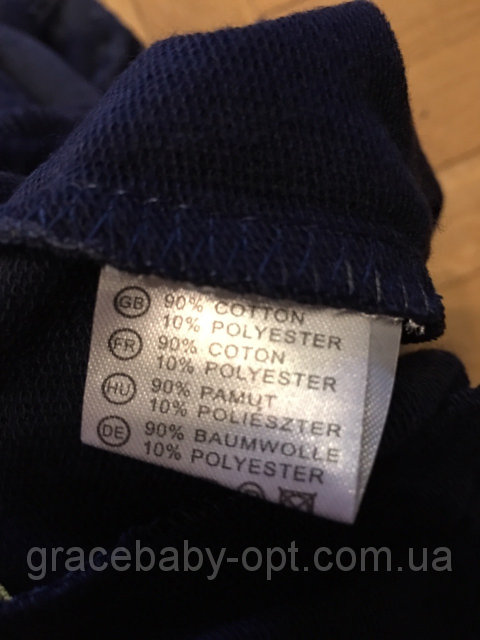 GB 90% COTTON
10% POLYESTER
FR 90% COTON
10% POLYESTER
HU 90% PAMUT
10% POLIÉSZTER
DE 90% BAUMWOLLE
10% POLYESTER
gracebaby-opt.com.ua